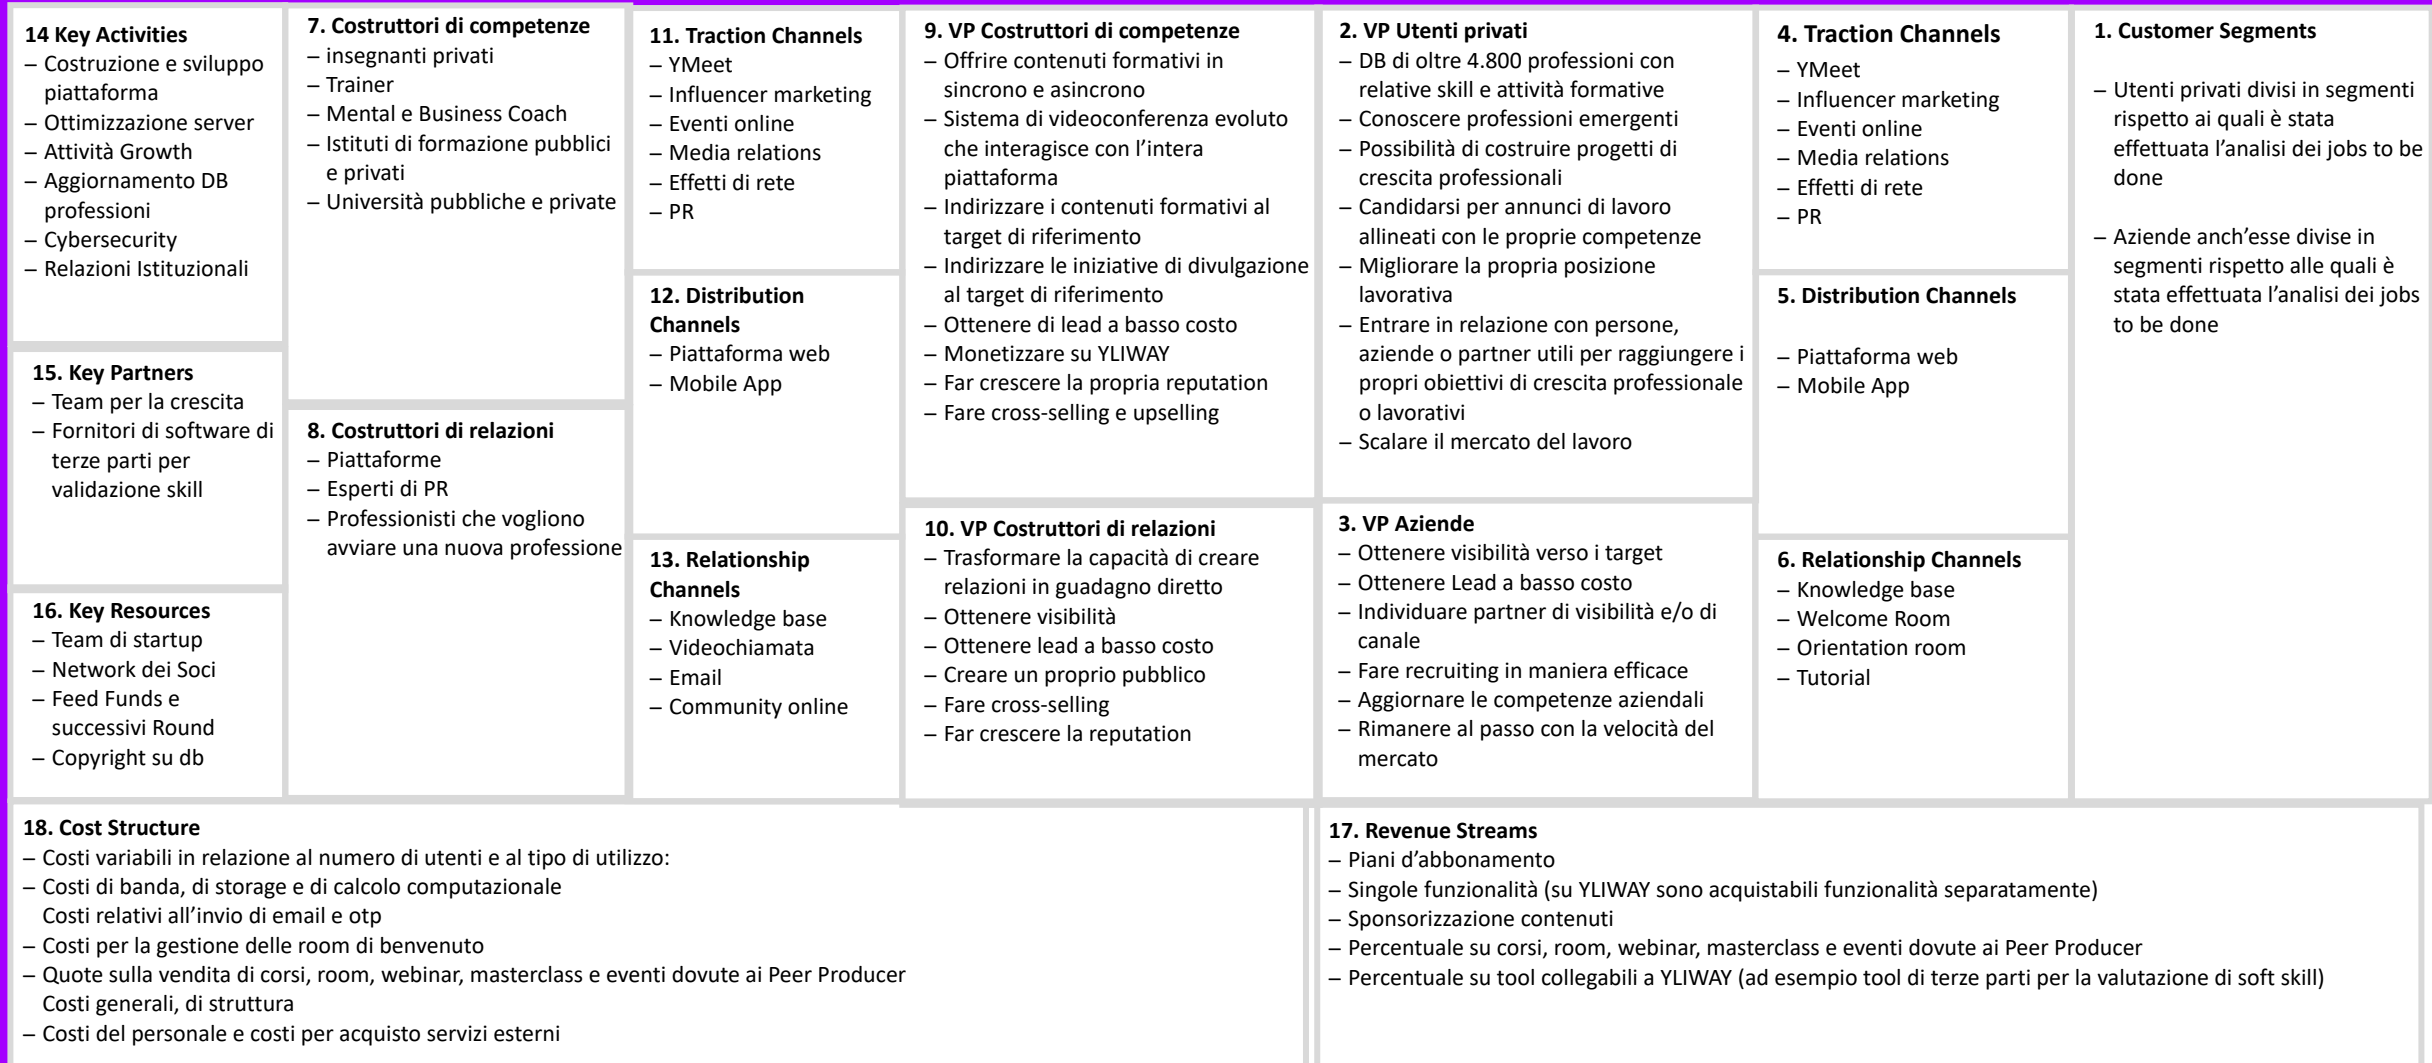 14 Key Activities
– Costruzione e sviluppo
piattaforma
– Ottimizzazione server
– Attività Growth
– Aggiornamento DB
professioni
– Cybersecurity
– Relazioni Istituzionali
15. Key Partners
– Team per la crescita
– Fornitori di software di
terze parti per
validazione skill
16. Key Resources
– Team di startup
– Network dei Soci
– Feed Funds e
successivi Round
– Copyright su db
7. Costruttori di competenze
– insegnanti privati
– Trainer
– Mental e Business Coach
– Istituti di formazione pubblici
e privati
– Università pubbliche e private
8. Costruttori di relazioni
– Piattaforme
– Esperti di PR
– Professionisti che vogliono
avviare una nuova professione
11. Traction Channels
– YMeet
– Influencer marketing
– Eventi online
– Media relations
– Effetti di rete
– PR
12. Distribution
Channels
– Piattaforma web
– Mobile App
13. Relationship
Channels
– Knowledge base
– Videochiamata
– Email
– Community online
9. VP Costruttori di competenze
– Offrire contenuti formativi in
sincrono e asincrono
– Sistema di videoconferenza evoluto
che interagisce con l’intera
piattaforma
– Indirizzare i contenuti formativi al
target di riferimento
– Indirizzare le iniziative di divulgazione
al target di riferimento
– Ottenere di lead a basso costo
– Monetizzare su YLIWAY
– Far crescere la propria reputation
– Fare cross-selling e upselling
10. VP Costruttori di relazioni
– Trasformare la capacità di creare
relazioni in guadagno diretto
– Ottenere visibilità
– Ottenere lead a basso costo
– Creare un proprio pubblico
– Fare cross-selling
– Far crescere la reputation
2. VP Utenti privati
– DB di oltre 4.800 professioni con
relative skill e attività formative
– Conoscere professioni emergenti
– Possibilità di costruire progetti di
crescita professionali
– Candidarsi per annunci di lavoro
allineati con le proprie competenze
– Migliorare la propria posizione
lavorativa
– Entrare in relazione con persone,
aziende o partner utili per raggiungere i
propri obiettivi di crescita professionale
o lavorativi
– Scalare il mercato del lavoro
3. VP Aziende
– Ottenere visibilità verso i target
– Ottenere Lead a basso costo
– Individuare partner di visibilità e/o di
canale
– Fare recruiting in maniera efficace
– Aggiornare le competenze aziendali
– Rimanere al passo con la velocità del
mercato
4. Traction Channels
– YMeet
– Influencer marketing
– Eventi online
– Media relations
– Effetti di rete
– PR
5. Distribution Channels
– Piattaforma web
– Mobile App
6. Relationship Channels
– Knowledge base
– Welcome Room
– Orientation room
– Tutorial
1. Customer Segments
– Utenti privati divisi in segmenti
rispetto ai quali è stata
effettuata l’analisi dei jobs to be
done
– Aziende anch’esse divise in
segmenti rispetto alle quali è
stata effettuata l’analisi dei jobs
to be done
18. Cost Structure
– Costi variabili in relazione al numero di utenti e al tipo di utilizzo:
– Costi di banda, di storage e di calcolo computazionale
Costi relativi all’invio di email e otp
– Costi per la gestione delle room di benvenuto
– Quote sulla vendita di corsi, room, webinar, masterclass e eventi dovute ai Peer Producer
Costi generali, di struttura
– Costi del personale e costi per acquisto servizi esterni
17. Revenue Streams
– Piani d’abbonamento
– Singole funzionalità (su YLIWAY sono acquistabili funzionalità separatamente)
– Sponsorizzazione contenuti
– Percentuale su corsi, room, webinar, masterclass e eventi dovute ai Peer Producer
– Percentuale su tool collegabili a YLIWAY (ad esempio tool di terze parti per la valutazione di soft skill)